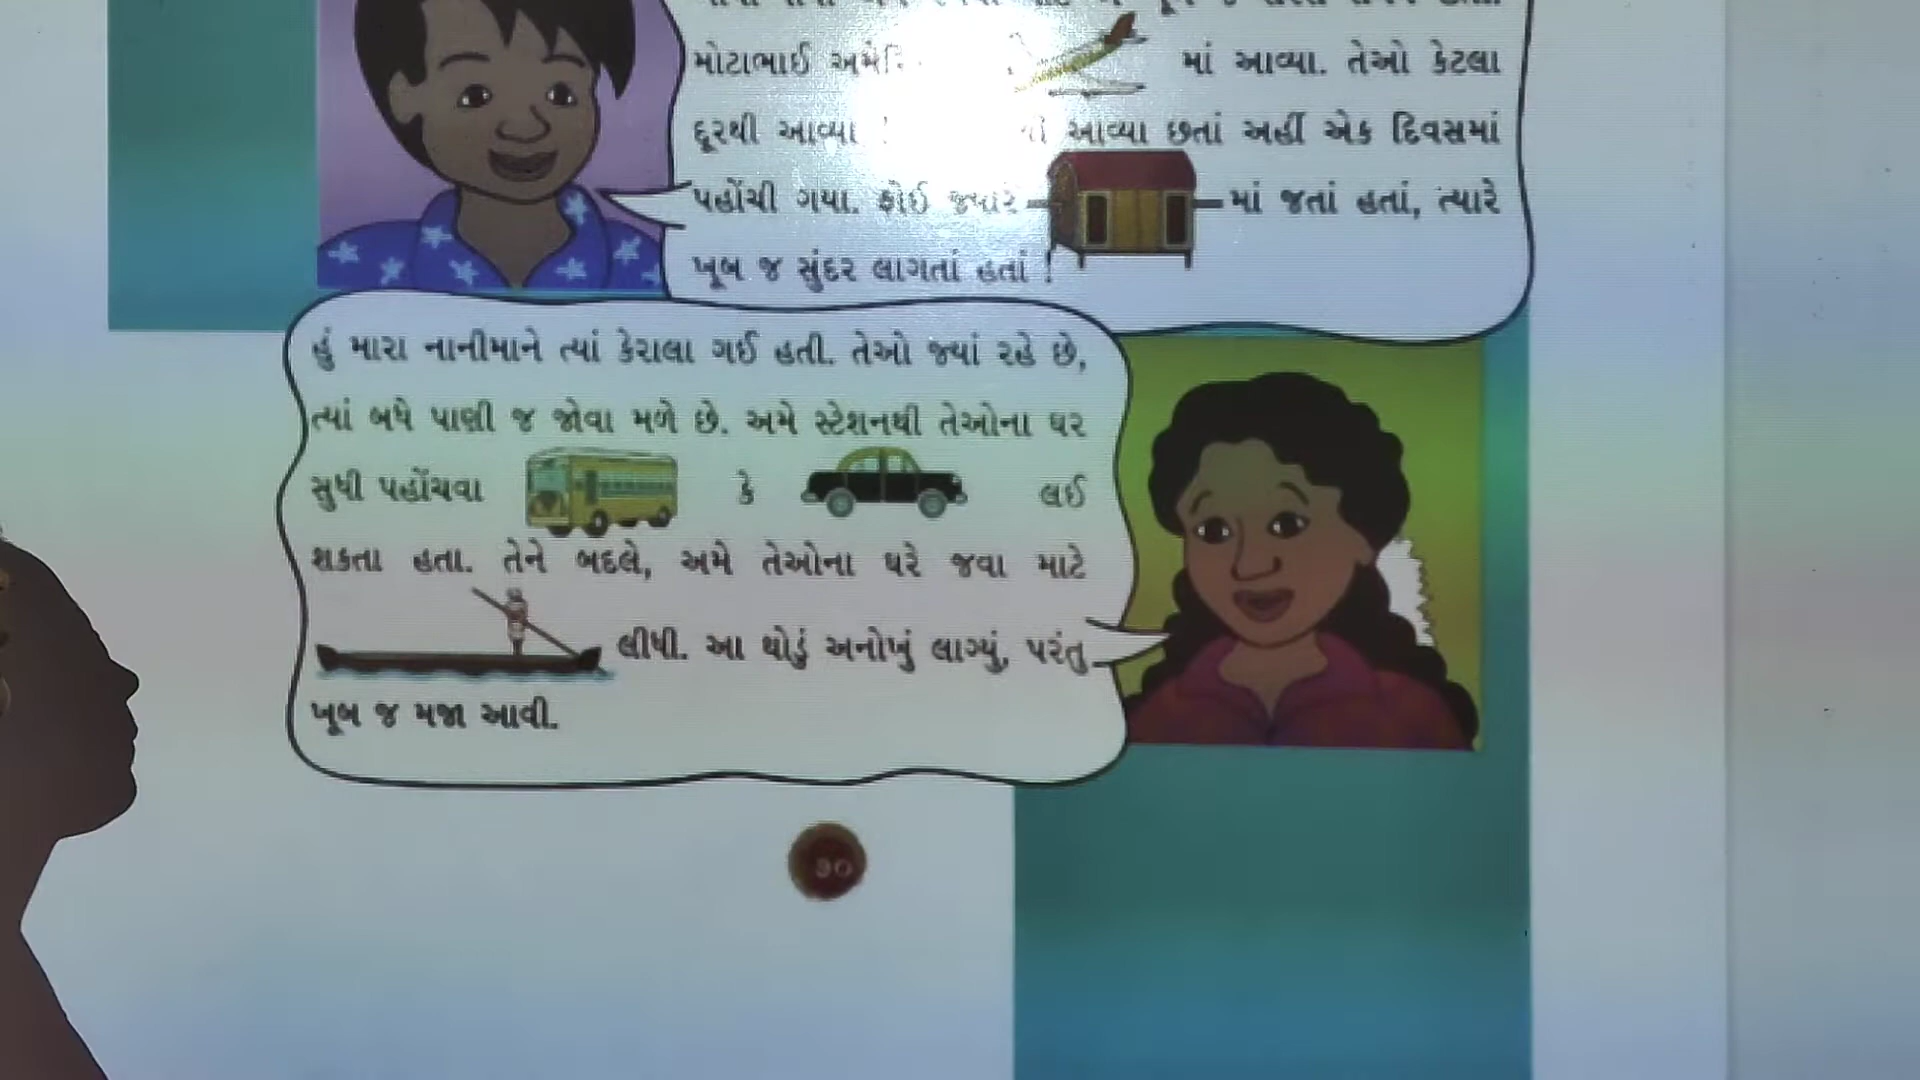 મોટાભાઈ માં આવ્યા. તેઓ કેટલા
દૂરથી આવ્યા ! આવ્યા છતાં અહીં એક દિવસમાં
પહોંચી ગયા. ફોઈ જ્યારે માં જતાં હતાં, ત્યારે
ખૂબ જ સુંદર લાગતાં હતાં !
હું મારા નાનીમાને ત્યાં કેરાલા ગઈ હતી. તેઓ જ્યાં રહે છે,
ત્યાં બધે પાણી જ જોવા મળે છે. અમે સ્ટેશનથી તેઓના ઘર
સુધી પહોંચવા કે લઈ
શકતા હતા. તેને બદલે, અમે તેઓના ઘરે જવા માટે
લીધી. આ થોડું અનોખું લાગ્યું, પરંતુ
ખૂબ જ મજા આવી.